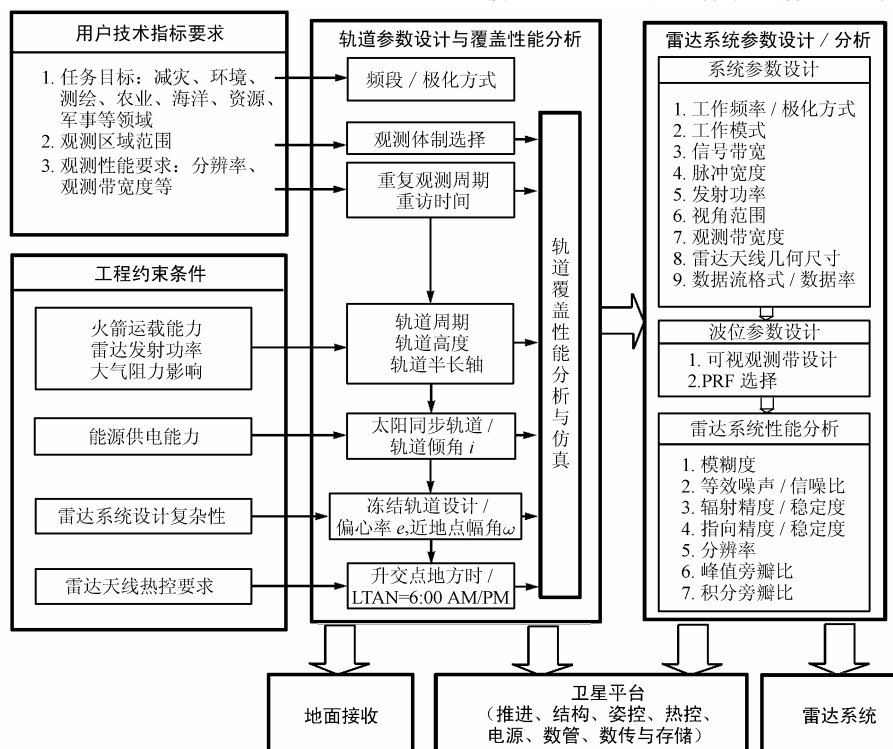 用户技术指标要求
1. 任务目标：减灾、环境、
测绘、农业、海洋、资源、
军事等领域
2. 观测区域范围
3. 观测性能要求：分辨率、
观测带宽度等
工程约束条件
火箭运载能力
雷达发射功率
大气阻力影响
能源供电能力
雷达系统设计复杂性
雷达天线热控要求
轨道参数设计与覆盖性能分析
频段 / 极化方式
观测体制选择
重复观测周期
重访时间
轨道周期
轨道高度
轨道半长轴
太阳同步轨道 /
轨道倾角 i
冻结轨道设计 /
偏心率 e,近地点幅角ω
升交点地方时 /
LTAN=6:00 AM/PM
轨道覆盖性能分析与仿真
雷达系统参数设计 / 分析
系统参数设计
1. 工作频率 / 极化方式
2. 工作模式
3. 信号带宽
4. 脉冲宽度
5. 发射功率
6. 视角范围
7. 观测带宽度
8. 雷达天线几何尺寸
9. 数据流格式 / 数据率
波位参数设计
1. 可视观测带设计
2.PRF 选择
雷达系统性能分析
1. 模糊度
2. 等效噪声 / 信噪比
3. 辐射精度 / 稳定度
4. 指向精度 / 稳定度
5. 分辨率
6. 峰值旁瓣比
7. 积分旁瓣比
地面接收
卫星平台
（推进、结构、姿控、热控、
电源、数管、数传与存储）
雷达系统